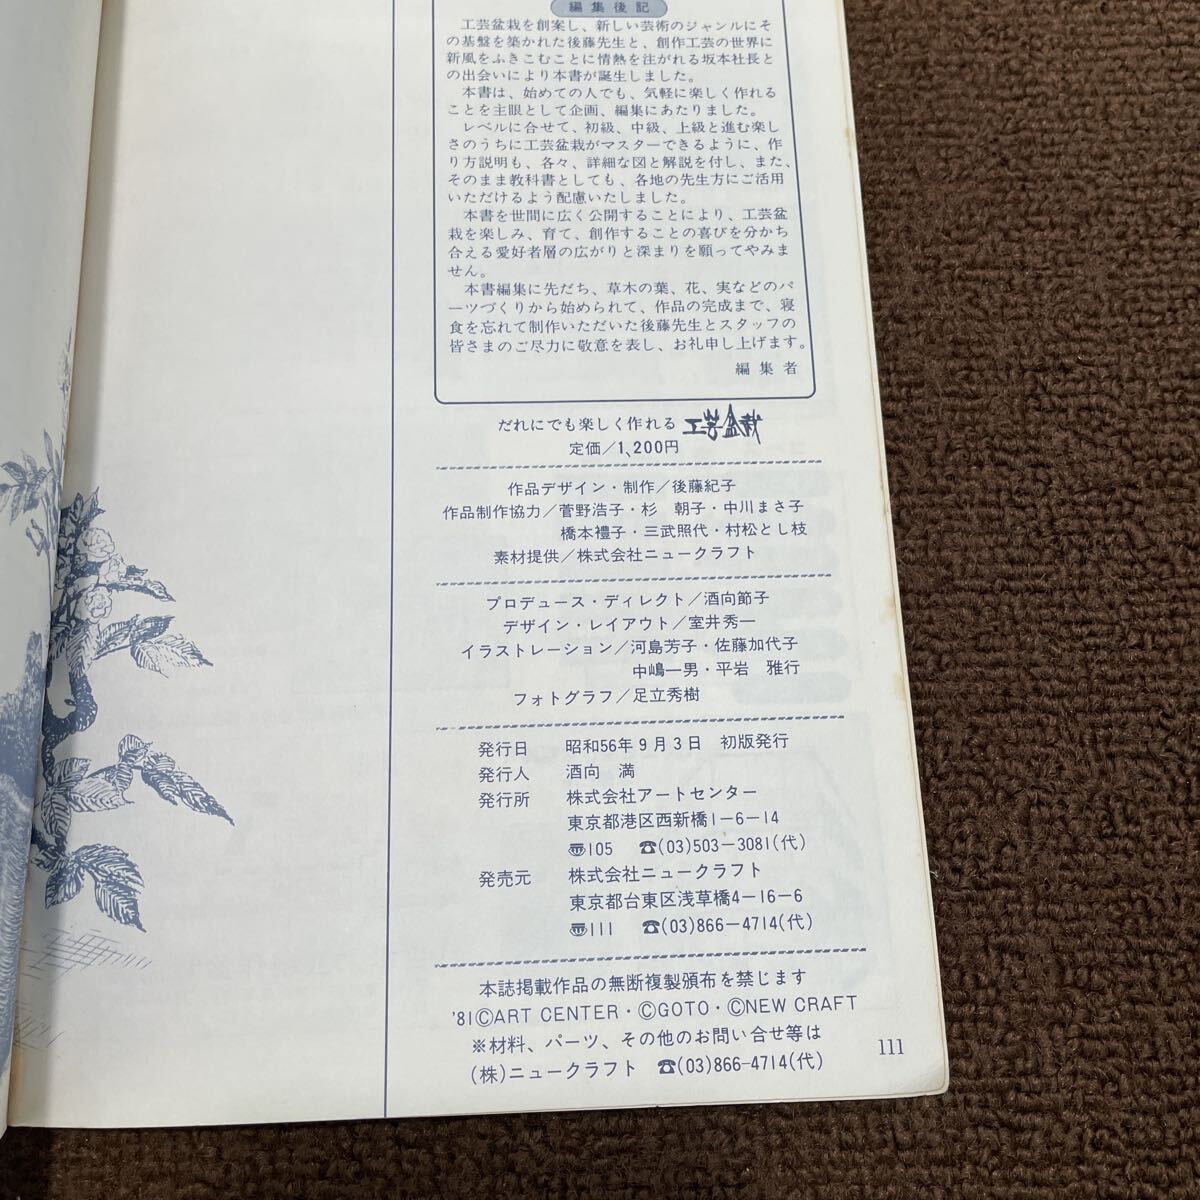 編集後記
工芸盆栽を創案し、新しい芸術のジャンルにそ
の基盤を築かれた後藤先生と、創作工芸の世界に
新風をふきこむことに情熱を注がれる坂本社長と
の出会いにより本書が誕生しました。
本書は、始めての人でも、気軽に楽しく作れる
ことを主眼として企画、編集にあたりました。
レベルに合せて、初級、中級、上級と進む楽し
さのうちに工芸盆栽がマスターできるように、作
り方説明も、各々、詳細な図と解説を付し、また、
そのまま教科書としても、各地の先生方にご活用
いただけるよう配慮いたしました。
本書を世間に広く公開することにより、工芸盆
栽を楽しみ、育て、創作することの喜びを分かち
合える愛好者層の広がりと深まりを願ってやみま
せん。
本書編集に先だち、草木の葉、花、実などのパ
ーツづくりから始められて、作品の完成まで、寝
食を忘れて制作いただいた後藤先生とスタッフの
皆さまのご尽力に敬意を表し、お礼申し上げます。
編集者
だれにでも楽しく作れる 工芸盆栽
定価/1,200円
作品デザイン・制作/後藤紀子
作品制作協力/菅野浩子・杉 朝子・中川まさ子
橋本禮子・三武照代・村松とし枝
素材提供/株式会社ニュークラフト
プロデュース・ディレクト/酒向節子
デザイン・レイアウト/室井秀一
イラストレーション/河島芳子・佐藤加代子
中嶋一男・平岩 雅行
フォトグラフ/足立秀樹
発行日 昭和56年9月3日 初版発行
発行人 酒向 満
発行所 株式会社アートセンター
東京都港区西新橋1-6-14
〠105 ☎(03)503-3081(代)
発売元 株式会社ニュークラフト
東京都台東区浅草橋4-16-6
〠111 ☎(03)866-4714(代)
本誌掲載作品の無断複製頒布を禁じます
'81ⒸART CENTER・ⒸGOTO・ⒸNEW CRAFT
※材料、パーツ、その他のお問い合せ等は
(株)ニュークラフト ☎(03)866-4714(代)
111